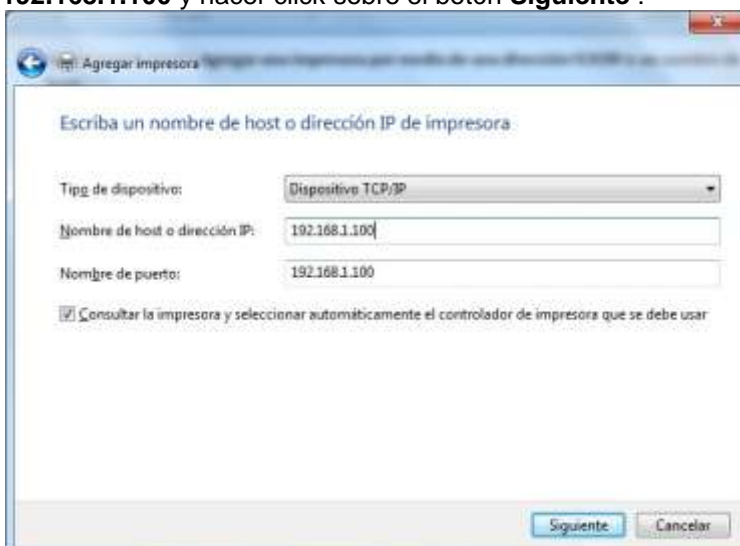 192.168.1.100 y hacer click sobre el botón Siguiente .
Agregar impresora
Escriba un nombre de host o dirección IP de impresora
Tipo de dispositivo: Dispositivo TCP/IP
Nombre de host o dirección IP: 192.168.1.100
Nombre de puerto: 192.168.1.100
Consultar la impresora y seleccionar automáticamente el controlador de impresora que se debe usar
Siguiente Cancelar